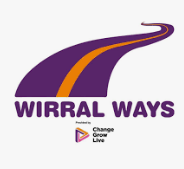 WIRRAL WAYS
Provided by
Change
Grow
Live